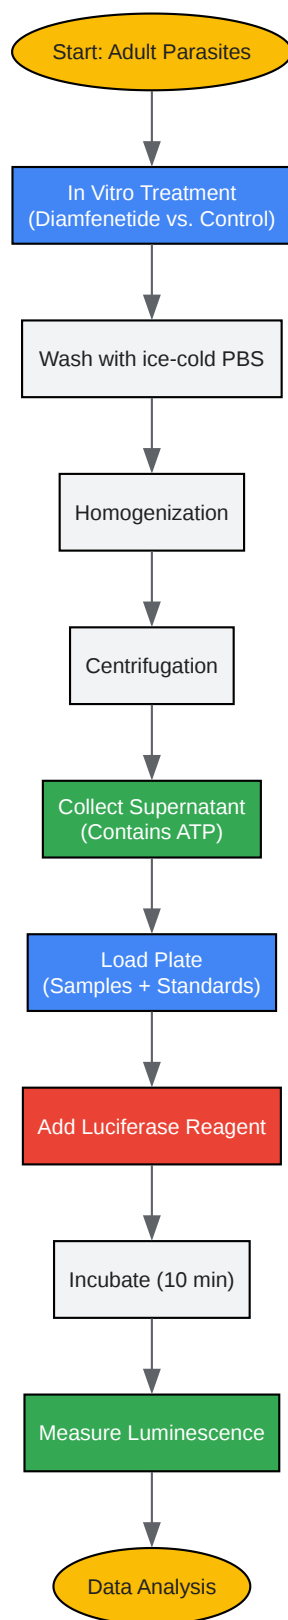 Start: Adult Parasites
In Vitro Treatment
(Diamfenetide vs. Control)
Wash with ice-cold PBS
Homogenization
Centrifugation
Collect Supernatant
(Contains ATP)
Load Plate
(Samples + Standards)
Add Luciferase Reagent
Incubate (10 min)
Measure Luminescence
Data Analysis